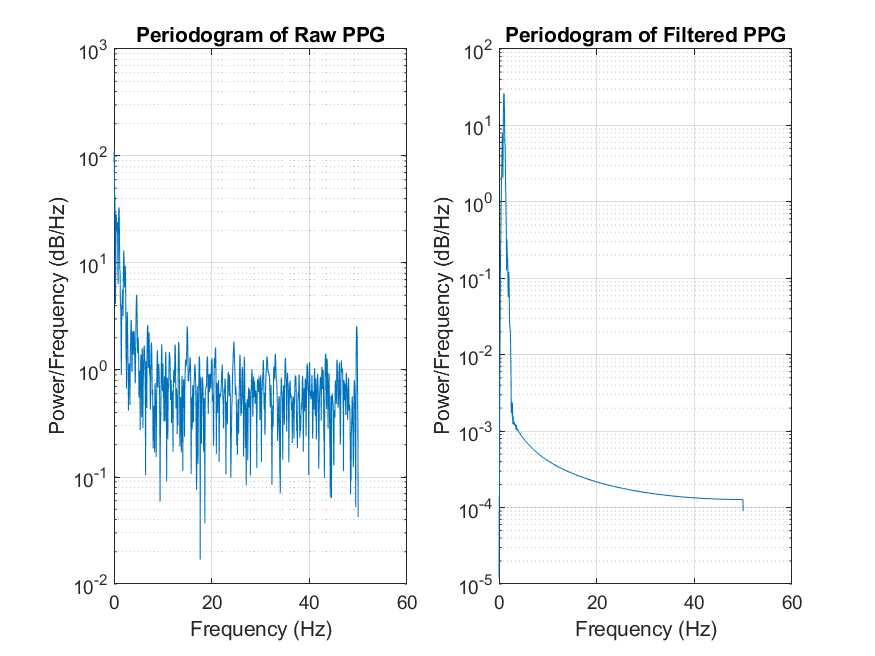 Periodogram of Raw PPG
10^3
10^2
10^1
10^0
10^-1
10^-2
Power/Frequency (dB/Hz)
0 20 40 60
Frequency (Hz)
Periodogram of Filtered PPG
10^2
10^1
10^0
10^-1
10^-2
10^-3
10^-4
10^-5
Power/Frequency (dB/Hz)
0 20 40 60
Frequency (Hz)